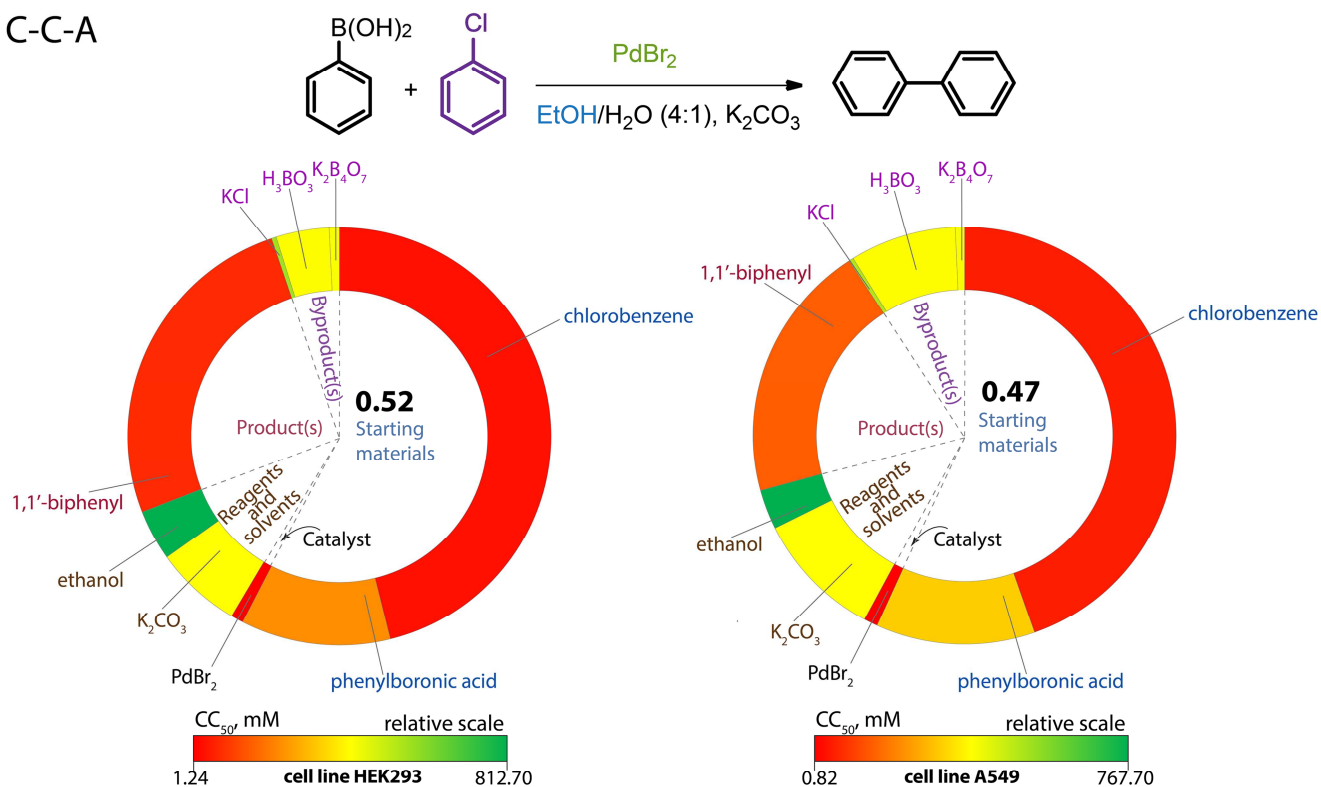 C-C-A
B(OH)₂
Cl
+
PdBr₂
EtOH/H₂O (4:1), K₂CO₃
KCl
H₃BO₃
K₂B₄O₇
chlorobenzene
Byproduct(s)
0.52
Starting
materials
Product(s)
Reagents
and
solvents
Catalyst
1,1′-biphenyl
ethanol
K₂CO₃
PdBr₂
phenylboronic acid
CC₅₀, mM
relative scale
1.24
cell line HEK293
812.70
KCl
H₃BO₃
K₂B₄O₇
1,1′-biphenyl
chlorobenzene
Byproduct(s)
0.47
Starting
materials
Product(s)
Reagents
and
solvents
Catalyst
ethanol
K₂CO₃
PdBr₂
phenylboronic acid
CC₅₀, mM
relative scale
0.82
cell line A549
767.70